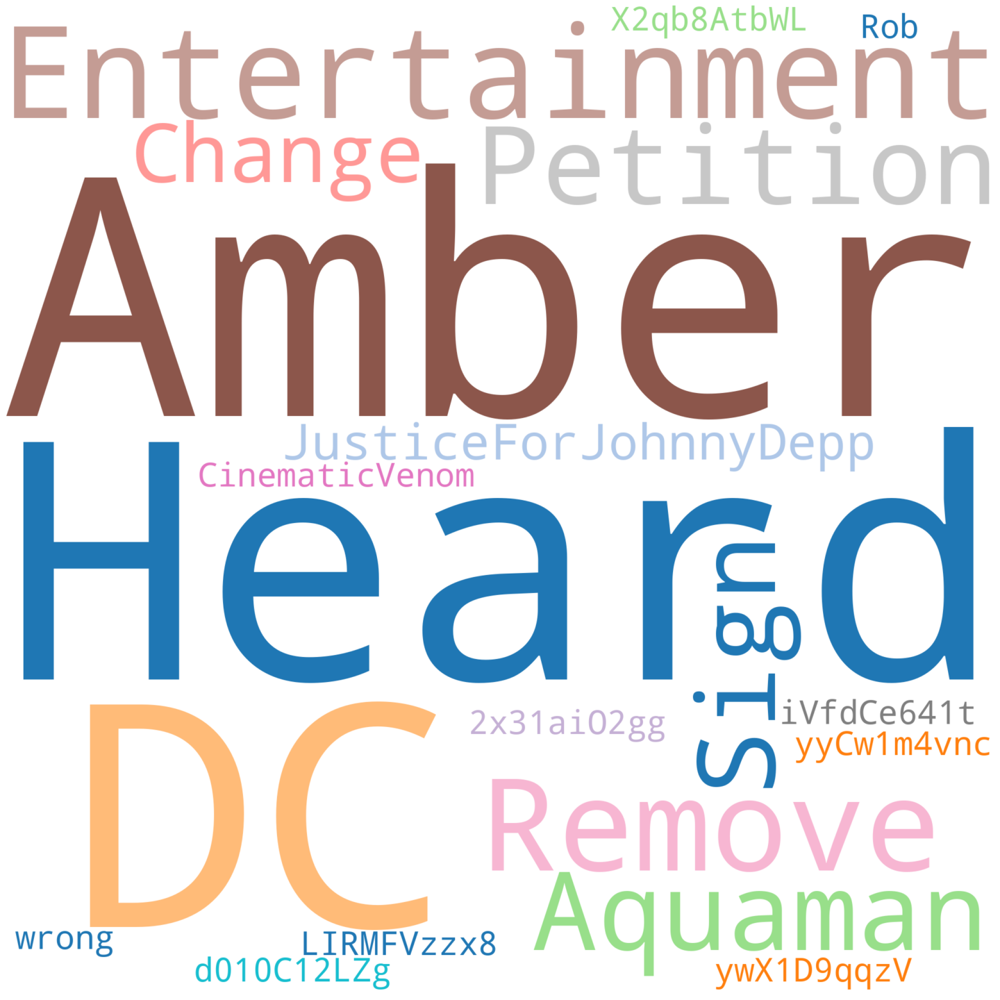 X2qb8AtbWL
Rob
Entertainment
Change
Petition
Amber
JusticeForJohnnyDepp
CinematicVenom
Heard
Sign
DC
2x31aiO2gg
iVfdCe641t
yyCw1m4vnc
Remove
Aquaman
wrong
LIRMFVzzx8
d010C12LZg
ywX1D9qqzV